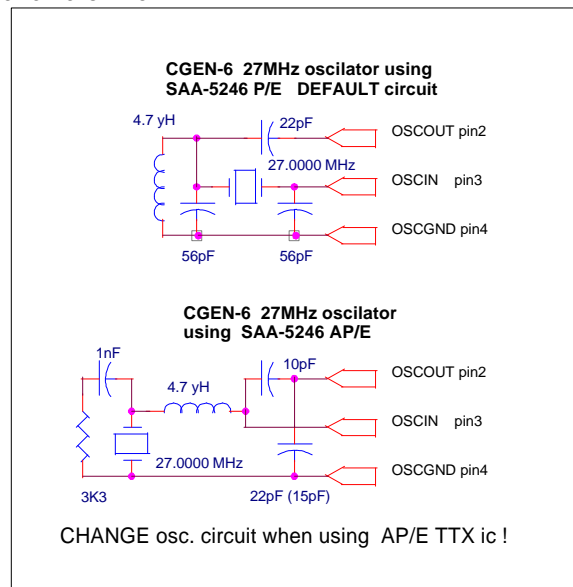 CGEN-6 27MHz oscilator using
SAA-5246 P/E DEFAULT circuit
4.7 yH
22pF
OSCOUT pin2
27.0000 MHz
OSCIN pin3
OSCGND pin4
56pF
56pF
CGEN-6 27MHz oscilator
using SAA-5246 AP/E
1nF
10pF
OSCOUT pin2
4.7 yH
OSCIN pin3
27.0000 MHz
OSCGND pin4
3K3
22pF (15pF)
CHANGE osc. circuit when using AP/E TTX ic !